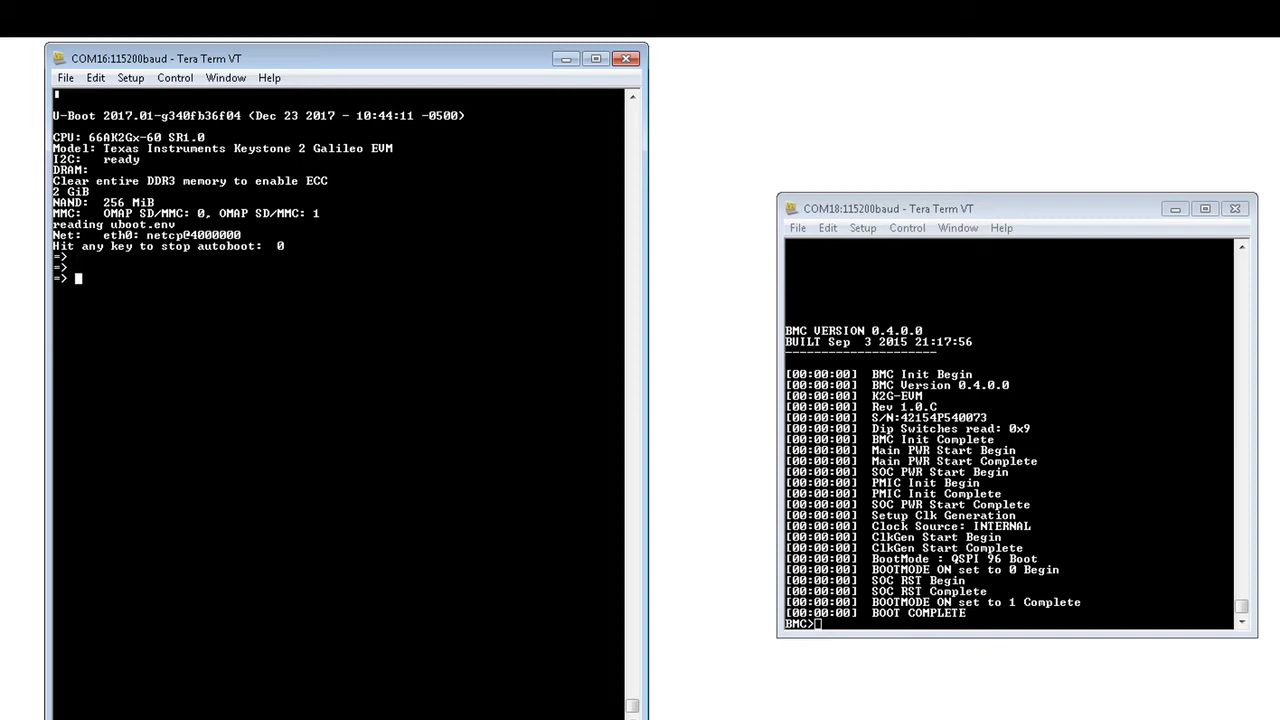 COM16:115200baud - Tera Term VT
File Edit Setup Control Window Help
U-Boot 2017.01-g340fb36f04 (Dec 23 2017 - 10:44:11 -0500)
CPU: 66AK2Gx-60 SR1.0
Model: Texas Instruments Keystone 2 Galileo EVM
I2C:   ready
DRAM:
Clear entire DDR3 memory to enable ECC
2 GiB
NAND:  256 MiB
MMC:   OMAP SD/MMC: 0, OMAP SD/MMC: 1
reading uboot.env
Net:   eth0: netcp@4000000
Hit any key to stop autoboot:  0
=>
=>
=>
COM18:115200baud - Tera Term VT
File Edit Setup Control Window Help
BMC VERSION 0.4.0.0
BUILT Sep  3 2015 21:17:56
---------------------
[00:00:00]  BMC Init Begin
[00:00:00]  BMC Version 0.4.0.0
[00:00:00]  K2G-EVM
[00:00:00]  Rev 1.0.C
[00:00:00]  S/N:42154P540073
[00:00:00]  Dip Switches read: 0x9
[00:00:00]  BMC Init Complete
[00:00:00]  Main PWR Start Begin
[00:00:00]  Main PWR Start Complete
[00:00:00]  SOC PWR Start Begin
[00:00:00]  PMIC Init Begin
[00:00:00]  PMIC Init Complete
[00:00:00]  SOC PWR Start Complete
[00:00:00]  Setup Clk Generation
[00:00:00]  Clock Source: INTERNAL
[00:00:00]  ClkGen Start Begin
[00:00:00]  ClkGen Start Complete
[00:00:00]  BootMode : QSPI 96 Boot
[00:00:00]  BOOTMODE ON set to 0 Begin
[00:00:00]  SOC RST Begin
[00:00:00]  SOC RST Complete
[00:00:00]  BOOTMODE ON set to 1 Complete
[00:00:00]  BOOT COMPLETE
BMC>